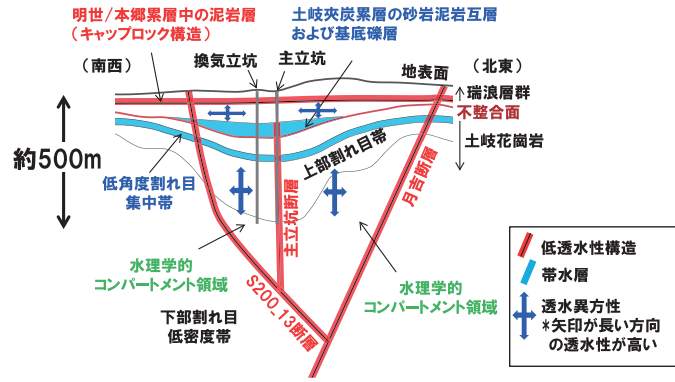 明世/本郷累層中の泥岩層
(キャップロック構造)
土岐夾炭累層の砂岩泥岩互層
および基底礫層
(南西)
換気立坑
主立坑
地表面
(北東)
瑞浪層群
不整合面
土岐花崗岩
約500m
上部割れ目帯
低角度割れ目
集中帯
主立坑断層
月吉断層
水理学的
コンパートメント領域
S200_13断層
水理学的
コンパートメント領域
下部割れ目
低密度帯
低透水性構造
帯水層
透水異方性
*矢印が長い方向
の透水性が高い